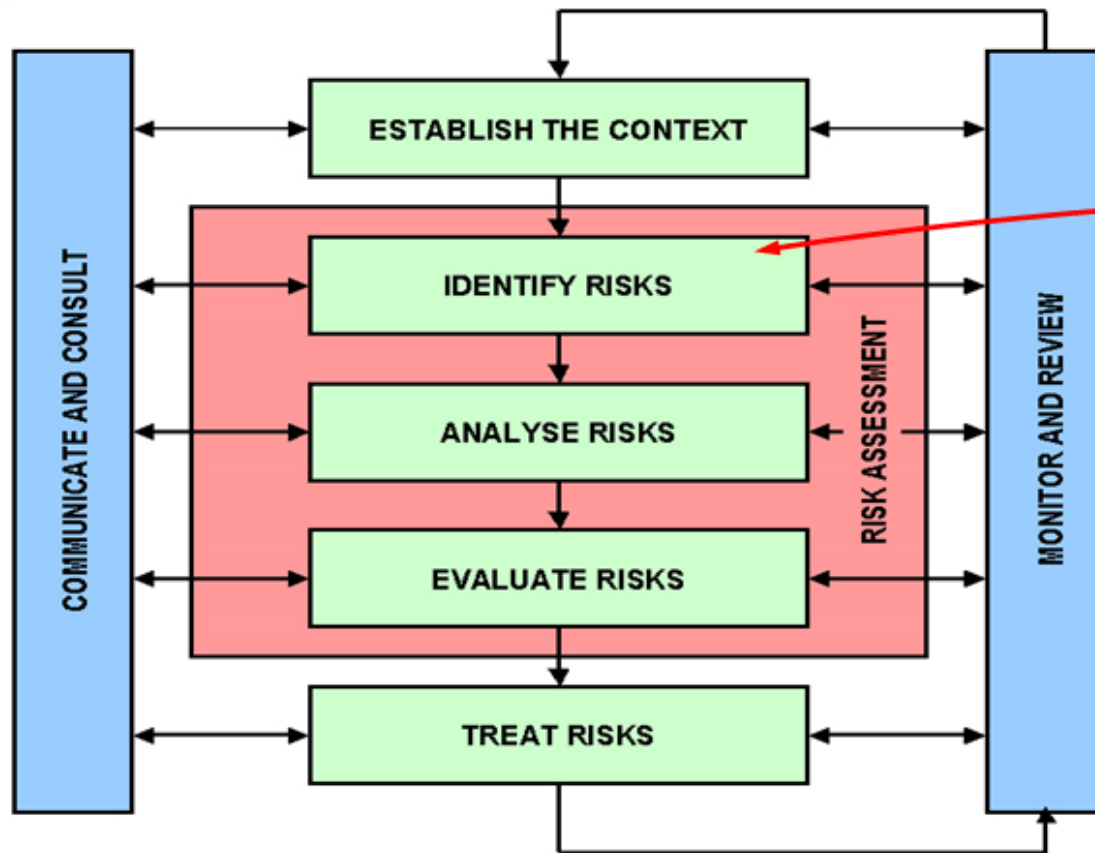 ESTABLISH THE CONTEXT
COMMUNICATE AND CONSULT
IDENTIFY RISKS
ANALYSE RISKS
EVALUATE RISKS
RISK ASSESSMENT
MONITOR AND REVIEW
TREAT RISKS